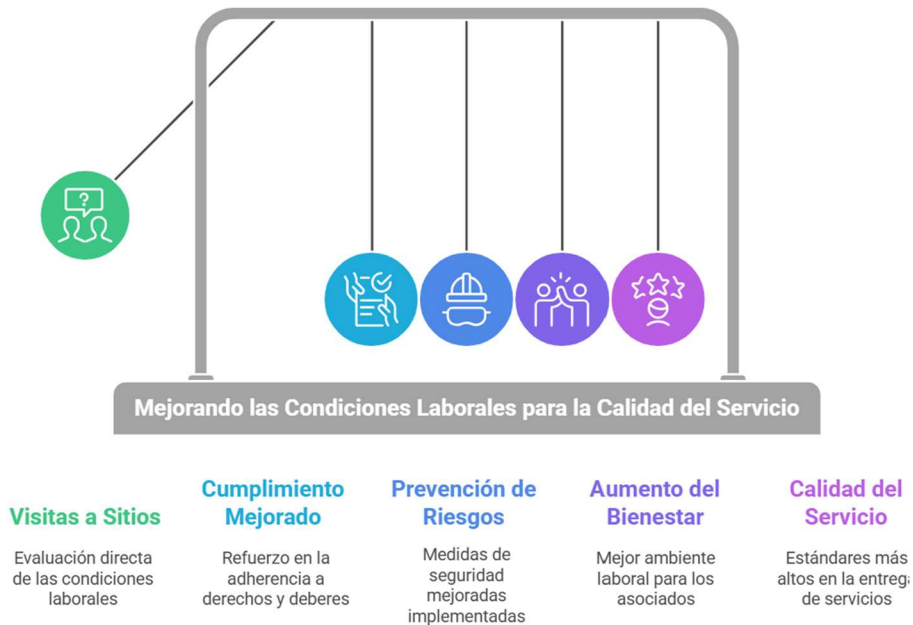 ?
Mejorando las Condiciones Laborales para la Calidad del Servicio
Visitas a Sitios
Evaluación directa
de las condiciones
laborales
Cumplimiento
Mejorado
Refuerzo en la
adherencia a
derechos y deberes
Prevención de
Riesgos
Medidas de
seguridad
mejoradas
implementadas
Aumento del
Bienestar
Mejor ambiente
laboral para los
asociados
Calidad del
Servicio
Estándares más
altos en la entrega
de servicios